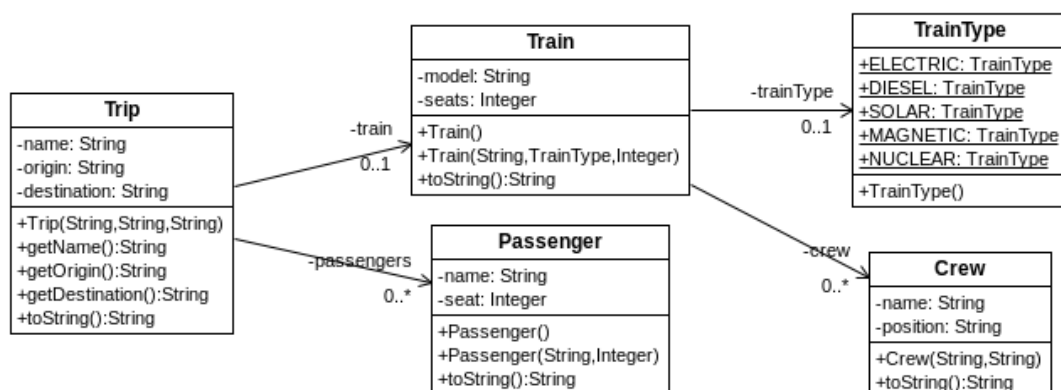 Trip
-name: String
-origin: String
-destination: String
+Trip(String,String,String)
+getName():String
+getOrigin():String
+getDestination():String
+toString():String
-train
0..1
-passengers
0..*
Train
-model: String
-seats: Integer
+Train()
+Train(String,TrainType,Integer)
+toString():String
Passenger
-name: String
-seat: Integer
+Passenger()
+Passenger(String,Integer)
+toString():String
-trainType
0..1
-crew
0..*
TrainType
+ELECTRIC: TrainType
+DIESEL: TrainType
+SOLAR: TrainType
+MAGNETIC: TrainType
+NUCLEAR: TrainType
+TrainType()
Crew
-name: String
-position: String
+Crew(String,String)
+toString():String